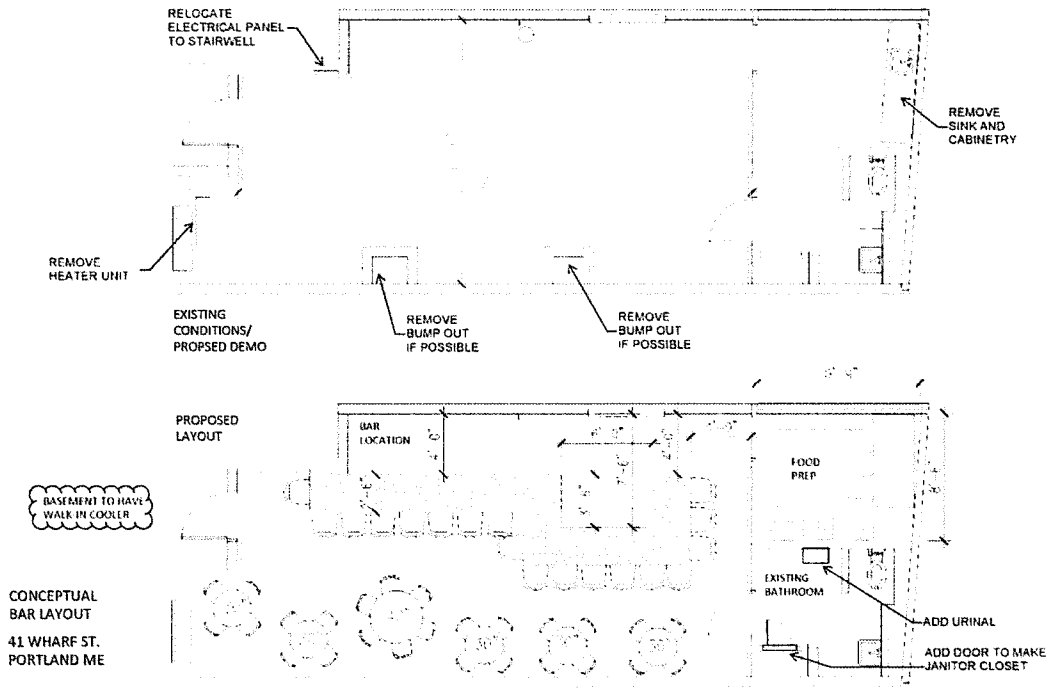 RELOCATE
ELECTRICAL PANEL
TO STAIRWELL
REMOVE
SINK AND
CABINETRY
REMOVE
HEATER UNIT
REMOVE
BUMP OUT
IF POSSIBLE
REMOVE
BUMP OUT
IF POSSIBLE
EXISTING
CONDITIONS/
PROPSED DEMO
PROPOSED
LAYOUT
BAR
LOCATION
FOOD
PREP
BASEMENT TO HAVE
WALK-IN COOLER
EXISTING
BATHROOM
CONCEPTUAL
BAR LAYOUT
41 WHARF ST.
PORTLAND ME
ADD URINAL
ADD DOOR TO MAKE
JANITOR CLOSET